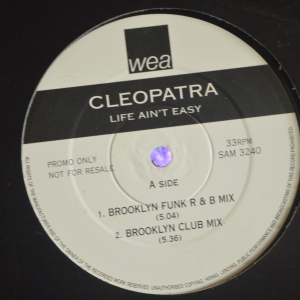 wea
CLEOPATRA
LIFE AIN'T EASY
PROMO ONLY
NOT FOR RESALE
33RPM
SAM 3240
A SIDE
1. BROOKLYN FUNK R & B MIX
(5.04)
2. BROOKLYN CLUB MIX
(5.36)